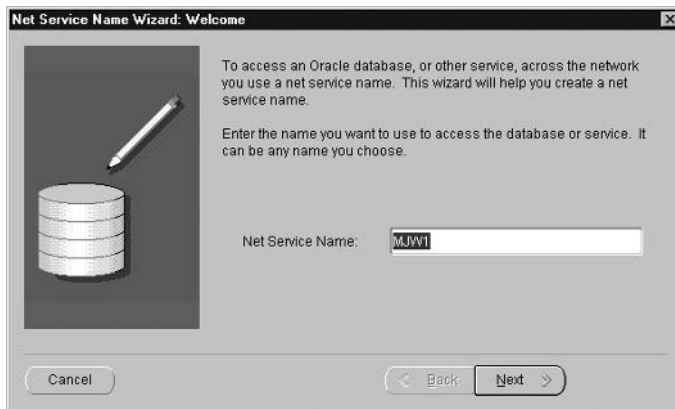 Net Service Name Wizard: Welcome
To access an Oracle database, or other service, across the network
you use a net service name. This wizard will help you create a net
service name.
Enter the name you want to use to access the database or service. It
can be any name you choose.
Net Service Name: MJW1
Cancel
Back
Next